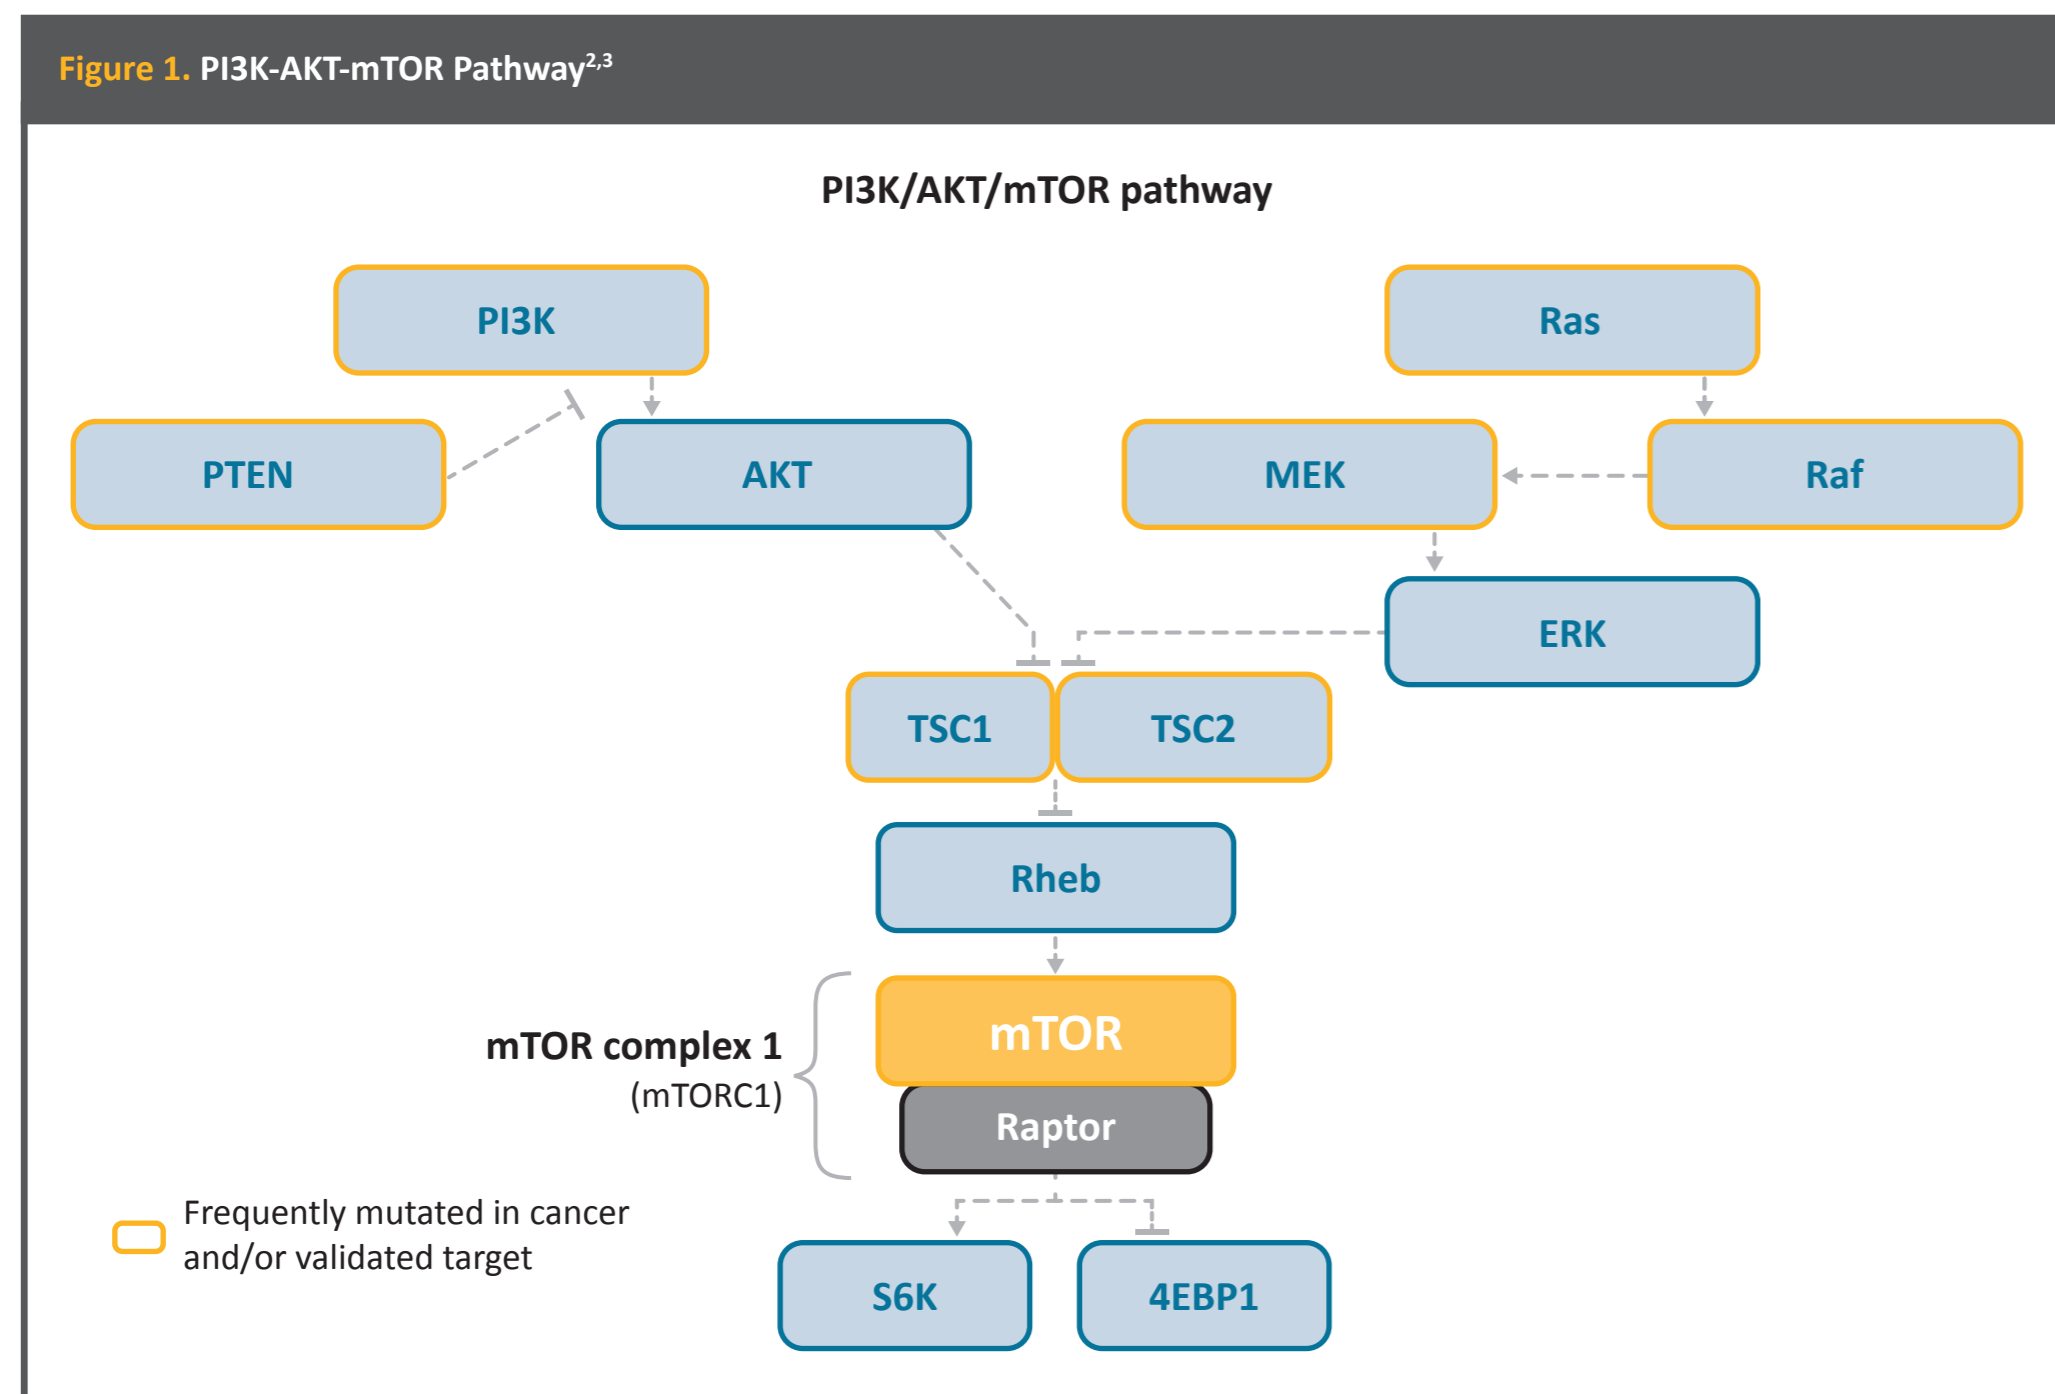 Figure 1. PI3K-AKT-mTOR Pathway2,3
PI3K/AKT/mTOR pathway
PI3K
Ras
PTEN
AKT
MEK
Raf
ERK
TSC1
TSC2
Rheb
mTOR
mTOR complex 1
(mTORC1)
Raptor
Frequently mutated in cancer
and/or validated target
S6K
4EBP1